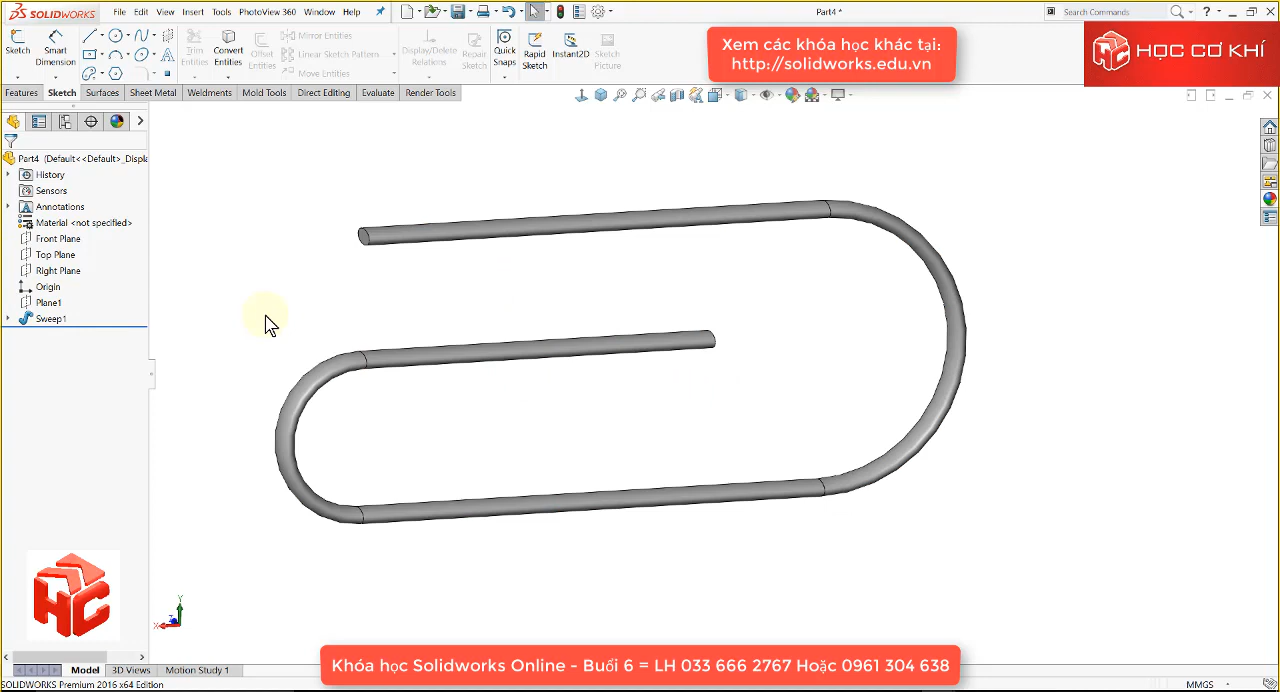 SOLIDWORKS File Edit View Insert Tools PhotoView 360 Window Help Part4 * Search Commands
Sketch Smart Dimension Trim Entities Convert Entities Offset Entities Mirror Entities Linear Sketch Pattern Move Entities Display/Delete Relations Repair Sketch Quick Snaps Rapid Sketch Instant2D Sketch Picture
Xem các khóa học khác tại:
http://solidworks.edu.vn
HỌC CƠ KHÍ
Features Sketch Surfaces Sheet Metal Weldments Mold Tools Direct Editing Evaluate Render Tools
Part4 (Default<<Default>_Displa
History
Sensors
Annotations
Material <not specified>
Front Plane
Top Plane
Right Plane
Origin
Plane1
Sweep1
HC
Y
X
Z
Model 3D Views Motion Study 1
Khóa học Solidworks Online - Buổi 6 = LH 033 666 2767 Hoặc 0961 304 638
SOLIDWORKS Premium 2016 x64 Edition MMGS